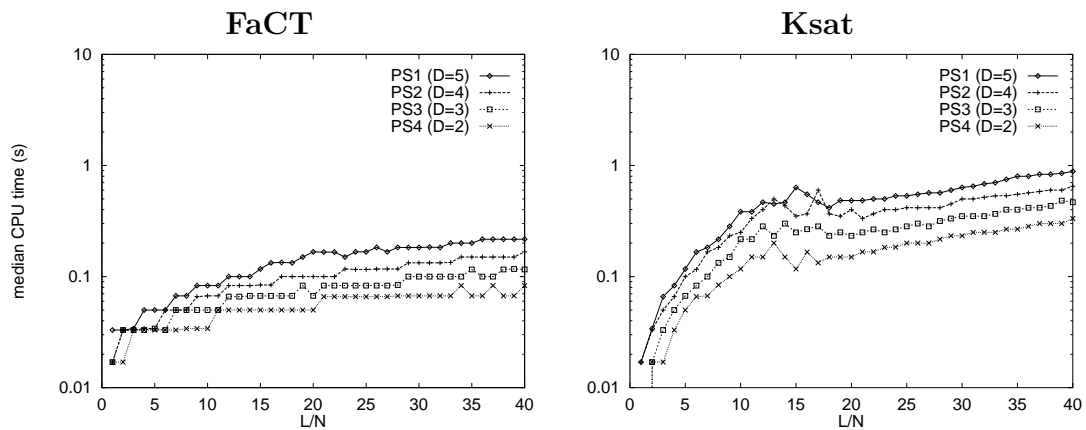 FaCT
10
1
0.1
0.01
median CPU time (s)
PS1 (D=5)
PS2 (D=4)
PS3 (D=3)
PS4 (D=2)
0 5 10 15 20 25 30 35 40
L/N
Ksat
10
1
0.1
0.01
PS1 (D=5)
PS2 (D=4)
PS3 (D=3)
PS4 (D=2)
0 5 10 15 20 25 30 35 40
L/N